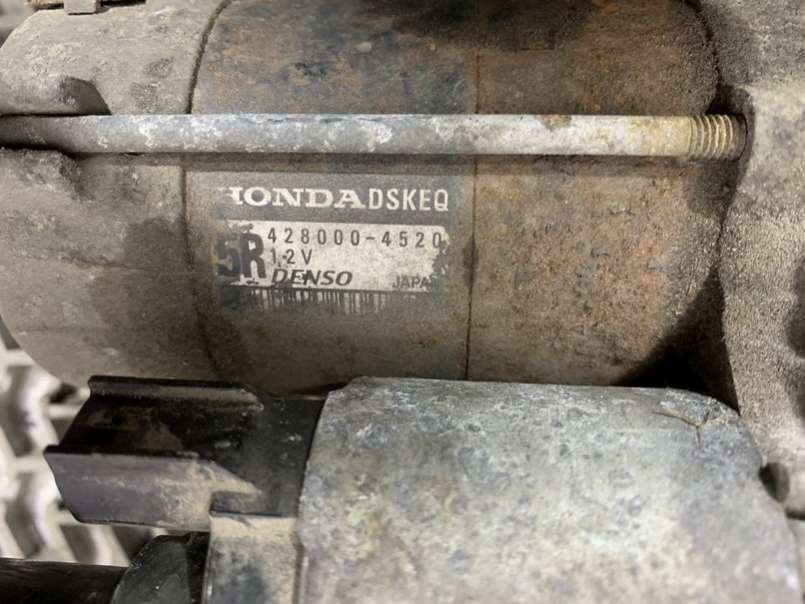 HONDA DSKEQ
5R 428000-4520
12V
DENSO JAPAN